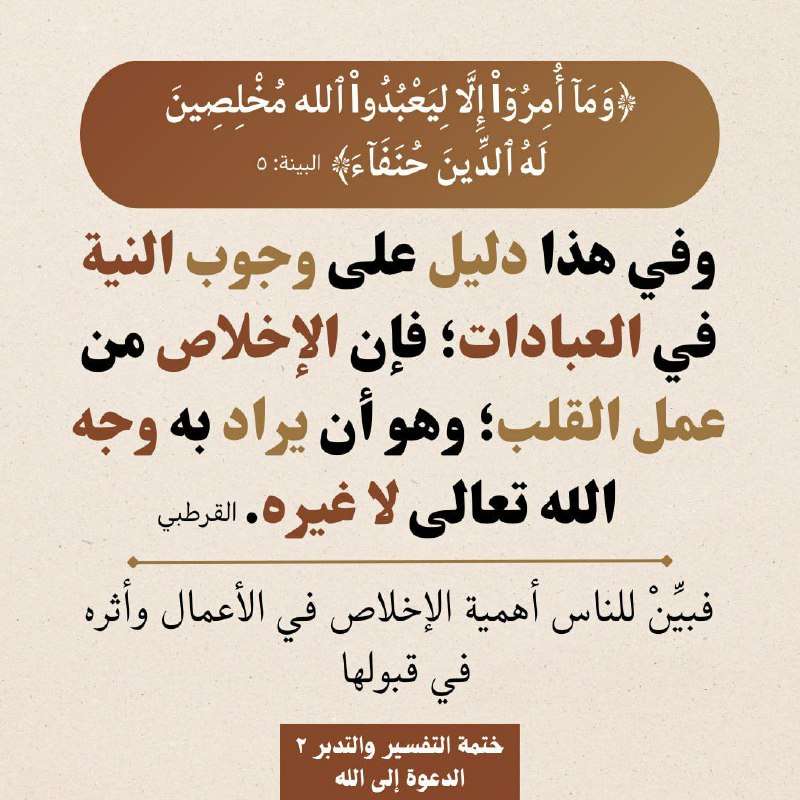 ﴿وَمَآ أُمِرُوٓاْ إِلَّا لِيَعْبُدُواْ ٱلله مُخْلِصِينَ
لَهُ ٱلدِّينَ حُنَفَآءَ﴾ البينة: ٥
وفي هذا دليل على وجوب النية
في العبادات؛ فإن الإخلاص من
عمل القلب؛ وهو أن يراد به وجه
الله تعالى لا غيره. القرطبي
فبيِّنْ للناس أهمية الإخلاص في الأعمال وأثره
في قبولها
ختمة التفسير والتدبر ٢
الدعوة إلى الله